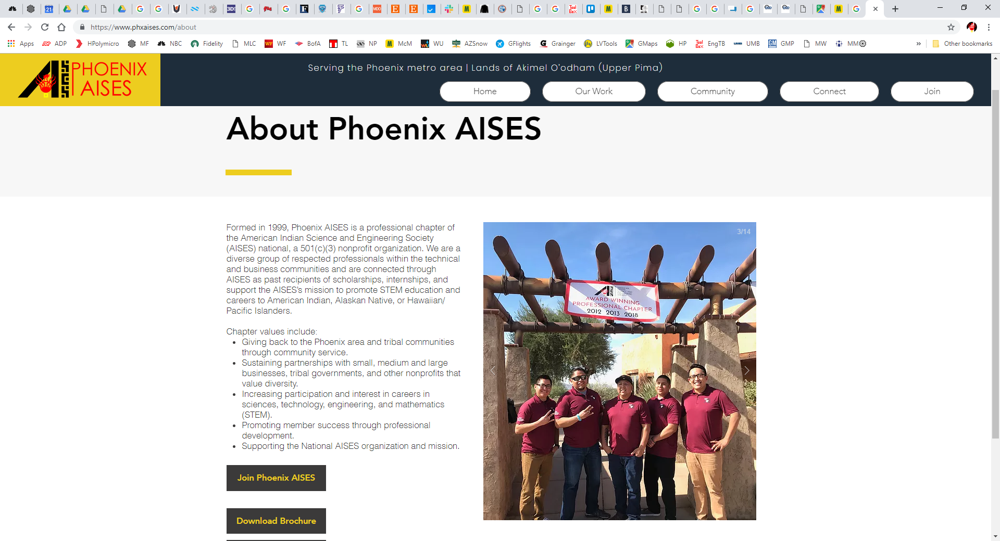 https://www.phxaises.com/about
Apps
ADP
HPolymicro
MF
NBC
Fidelity
MLC
WF
BofA
TL
NP
McM
WU
AZSnow
GFlights
Grainger
LVTools
GMaps
HP
EngTB
UMB
GMP
MW
MM
Other bookmarks
PHOENIX
AISES
Serving the Phoenix metro area | Lands of Akimel O'odham (Upper Pima)
Home
Our Work
Community
Connect
Join
About Phoenix AISES
Formed in 1999, Phoenix AISES is a professional chapter of
the American Indian Science and Engineering Society
(AISES) national, a 501(c)(3) nonprofit organization. We are a
diverse group of respected professionals within the technical
and business communities and are connected through
AISES as past recipients of scholarships, internships, and
support the AISES's mission to promote STEM education and
careers to American Indian, Alaskan Native, or Hawaiian/
Pacific Islanders.
Chapter values include:
• Giving back to the Phoenix area and tribal communities
through community service.
• Sustaining partnerships with small, medium and large
businesses, tribal governments, and other nonprofits that
value diversity.
• Increasing participation and interest in careers in
sciences, technology, engineering, and mathematics
(STEM).
• Promoting member success through professional
development.
• Supporting the National AISES organization and mission.
Join Phoenix AISES
Download Brochure
3/14
AWARD WINNING
PROFESSIONAL CHAPTER
2012 2013 2018